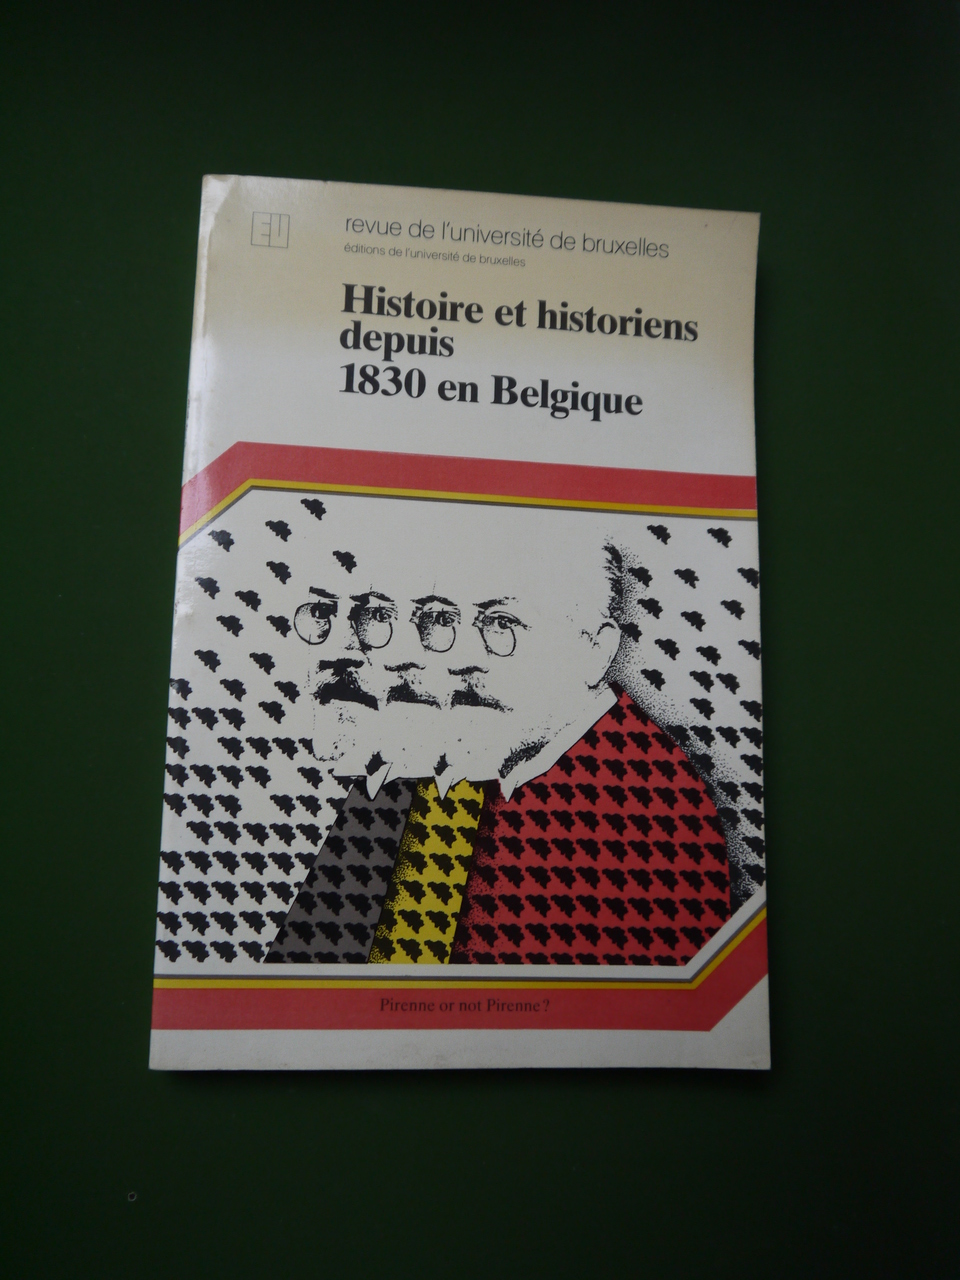 EU
revue de l'université de bruxelles
éditions de l'université de bruxelles
Histoire et historiens
depuis
1830 en Belgique
Pirenne or not Pirenne?